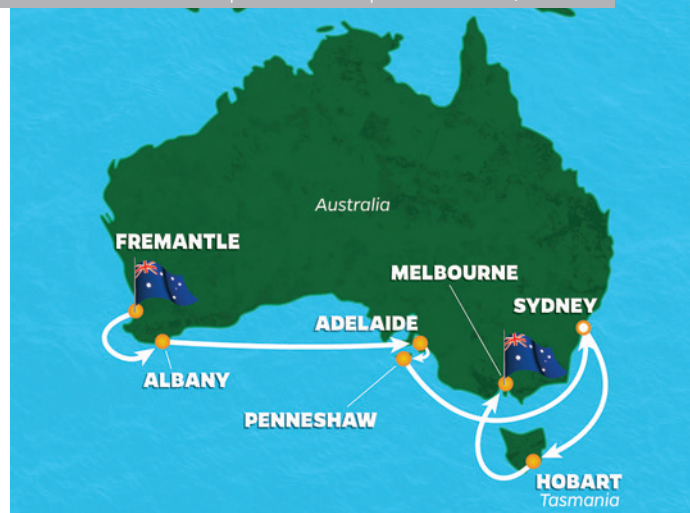 Australia
FREMANTLE
MELBOURNE
SYDNEY
ADELAIDE
ALBANY
PENNESHAW
HOBART
Tasmania